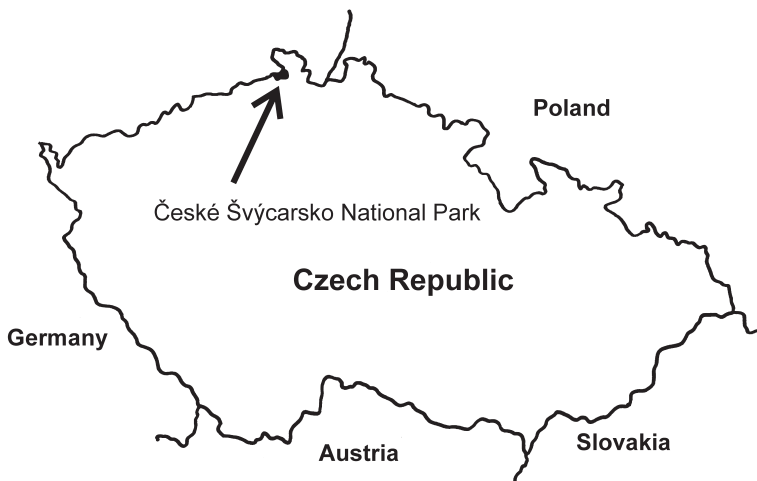 Poland
České Švýcarsko National Park
Czech Republic
Germany
Slovakia
Austria